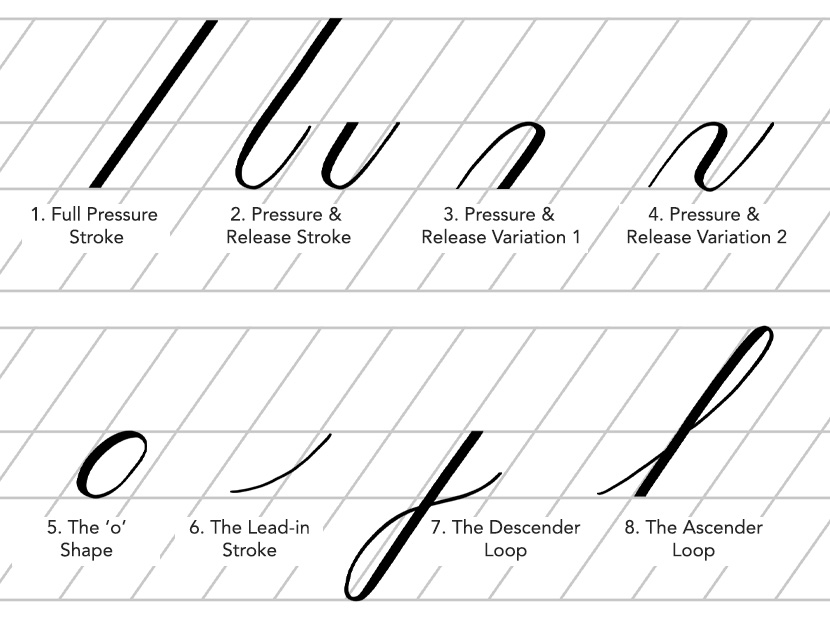 1. Full Pressure
Stroke
2. Pressure &
Release Stroke
3. Pressure &
Release Variation 1
4. Pressure &
Release Variation 2
5. The ‘o’
Shape
6. The Lead-in
Stroke
7. The Descender
Loop
8. The Ascender
Loop